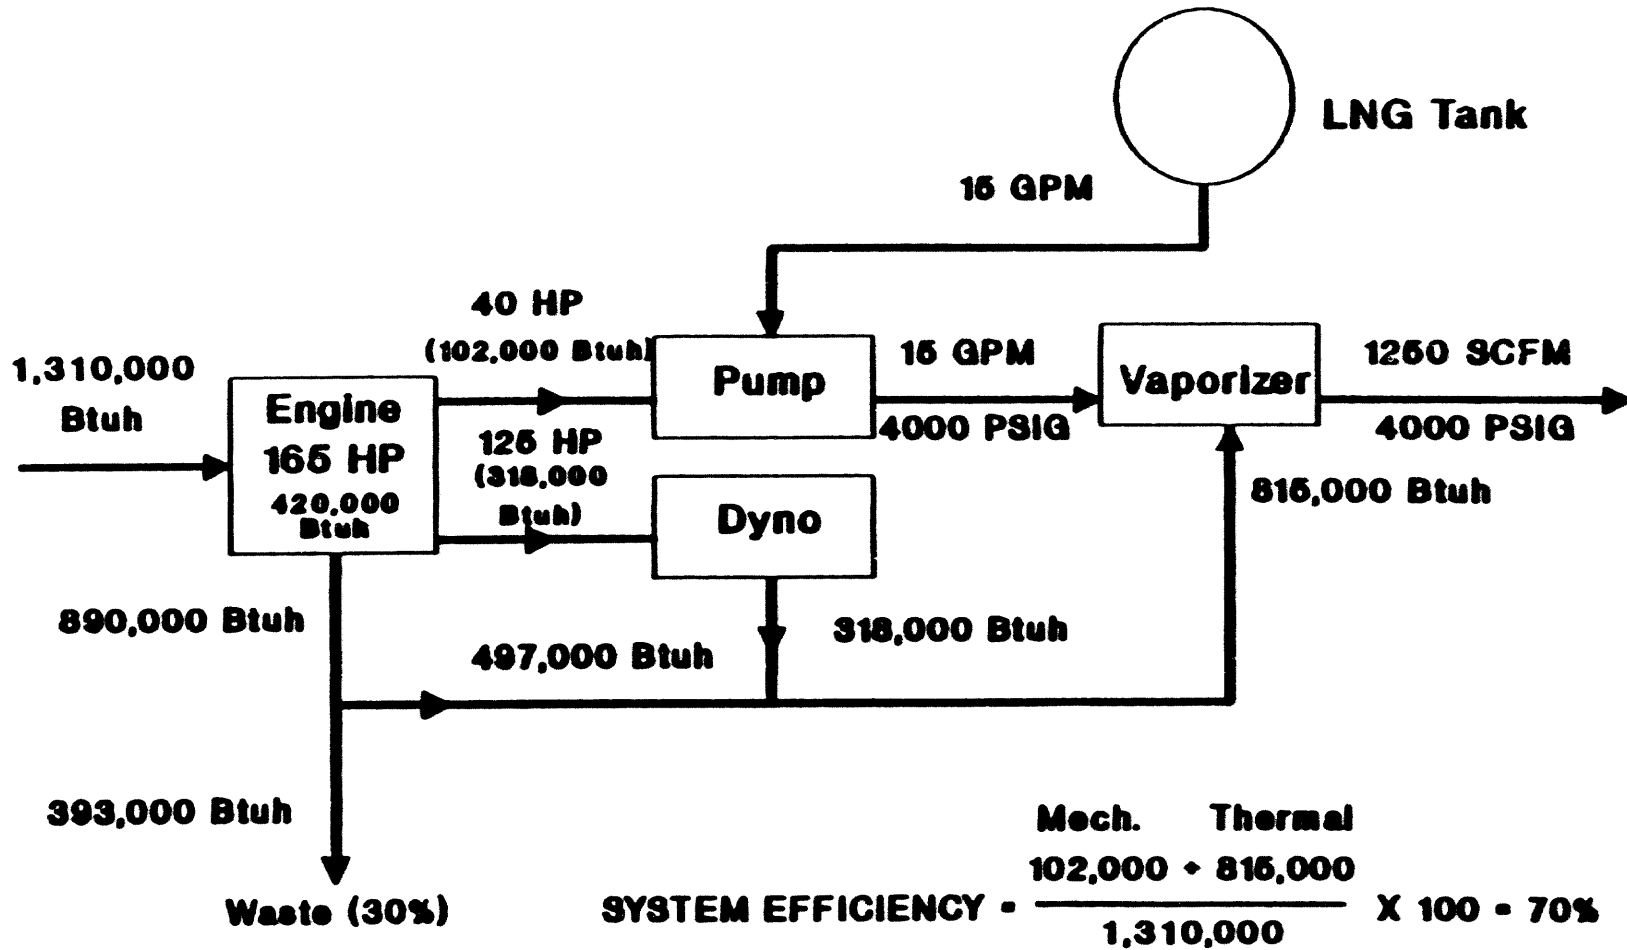 LNG Tank
15 GPM
40 HP
(102,000 Btuh)
1,310,000
Btuh
Engine
165 HP
420,000
Btuh
Pump
15 GPM
4000 PSIG
Vaporizer
1250 SCFM
4000 PSIG
125 HP
(318,000
Btuh)
Dyno
815,000 Btuh
890,000 Btuh
497,000 Btuh
318,000 Btuh
393,000 Btuh
Waste (30%)
Mech. Thermal
102,000 + 815,000
SYSTEM EFFICIENCY = X 100 = 70%
1,310,000